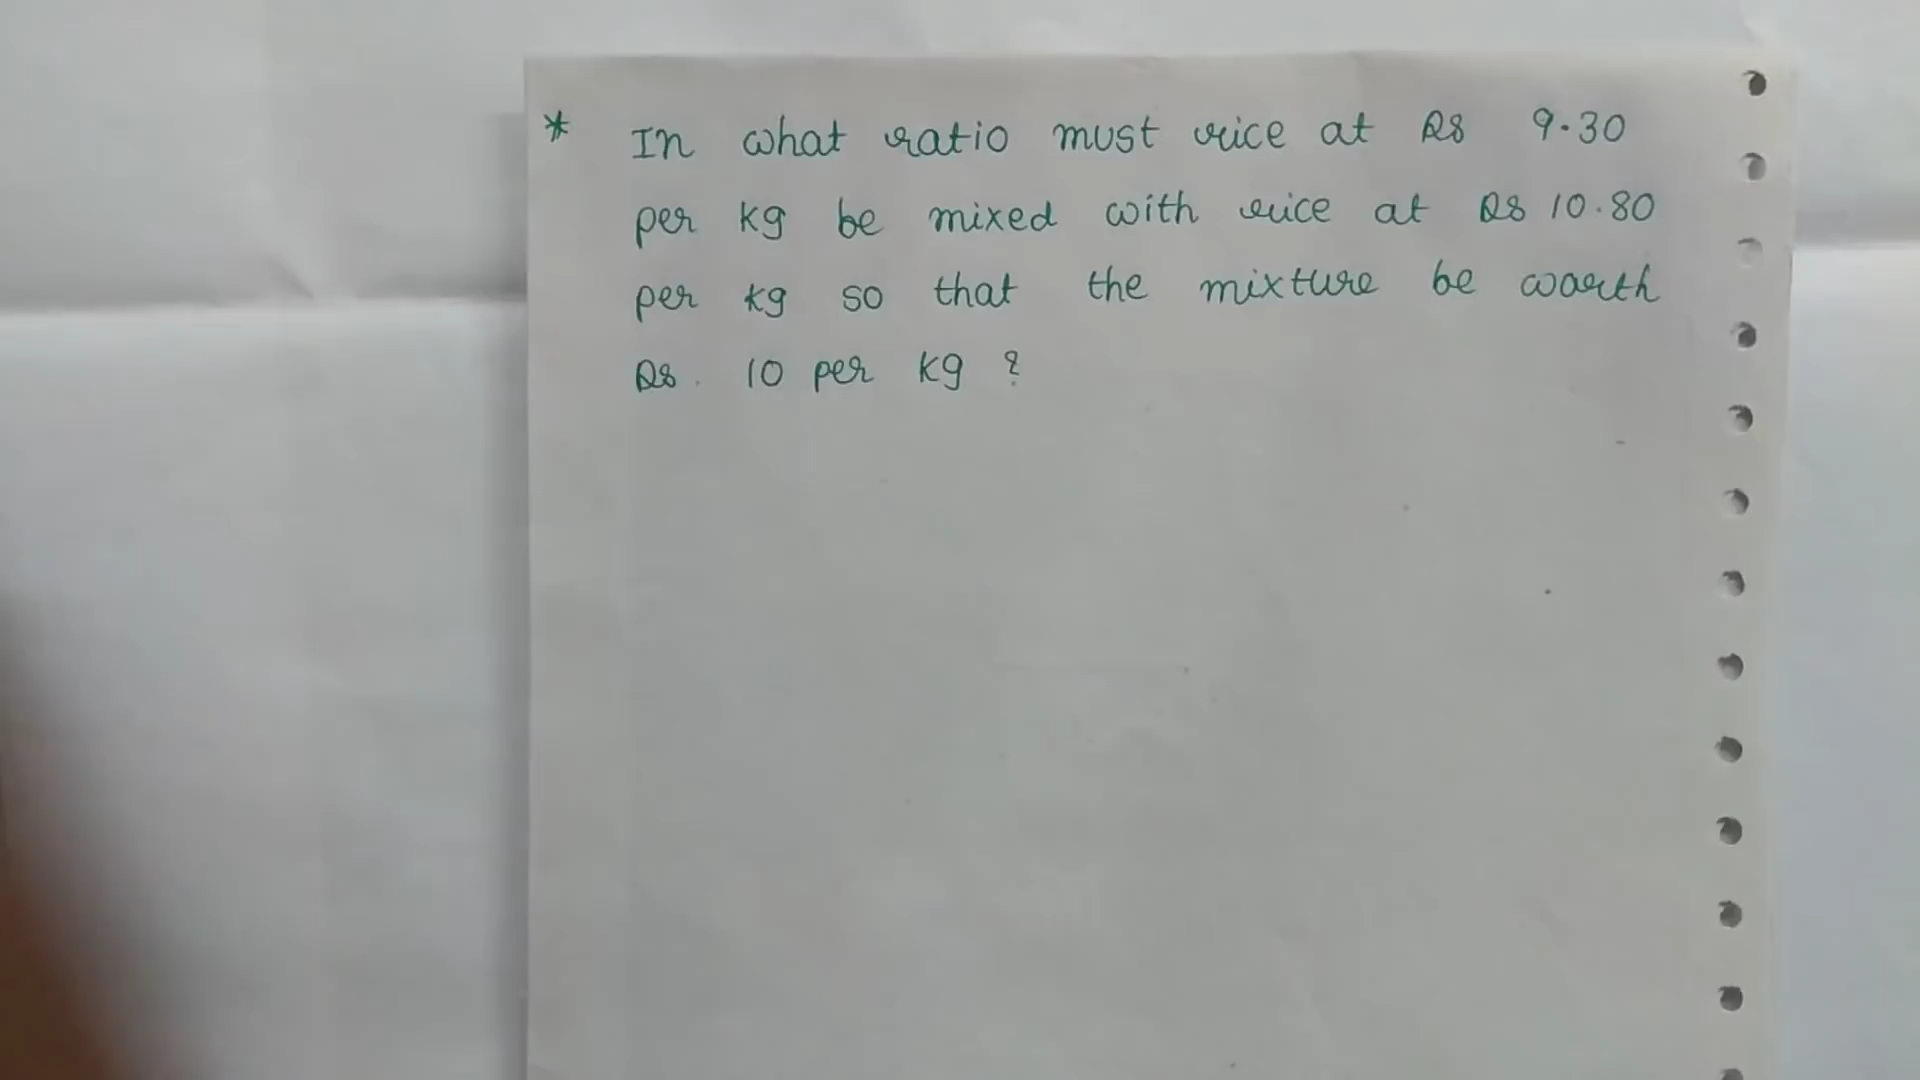 * In what ratio must rice at Rs 9.30
per kg be mixed with rice at Rs 10.80
per kg so that the mixture be worth
Rs. 10 per kg ?